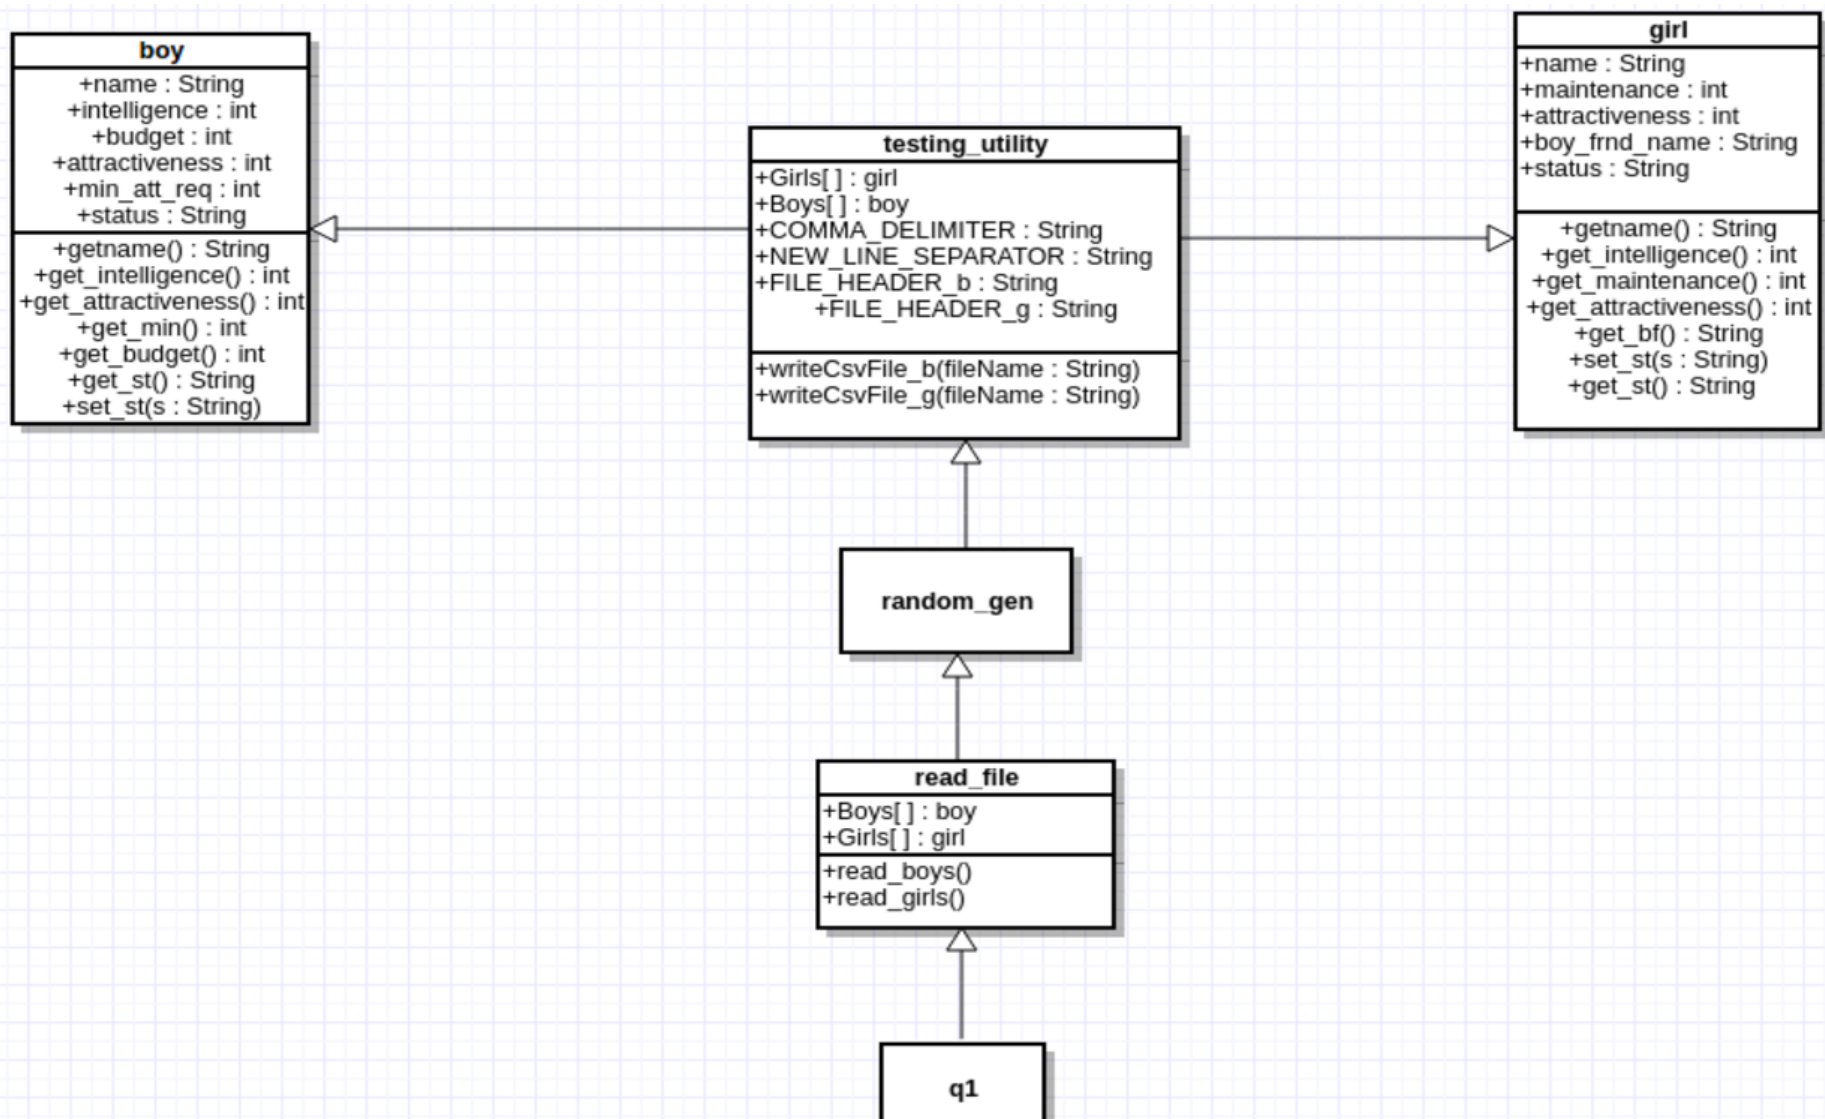 boy
+name : String
+intelligence : int
+budget : int
+attractiveness : int
+min_att_req : int
+status : String
+getname() : String
+get_intelligence() : int
+get_attractiveness() : int
+get_min() : int
+get_budget() : int
+get_st() : String
+set_st(s : String)
testing_utility
+Girls[ ] : girl
+Boys[ ] : boy
+COMMA_DELIMITER : String
+NEW_LINE_SEPARATOR : String
+FILE_HEADER_b : String
+FILE_HEADER_g : String
+writeCsvFile_b(fileName : String)
+writeCsvFile_g(fileName : String)
girl
+name : String
+maintenance : int
+attractiveness : int
+boy_frnd_name : String
+status : String
+getname() : String
+get_intelligence() : int
+get_maintenance() : int
+get_attractiveness() : int
+get_bf() : String
+set_st(s : String)
+get_st() : String
random_gen
read_file
+Boys[ ] : boy
+Girls[ ] : girl
+read_boys()
+read_girls()
q1